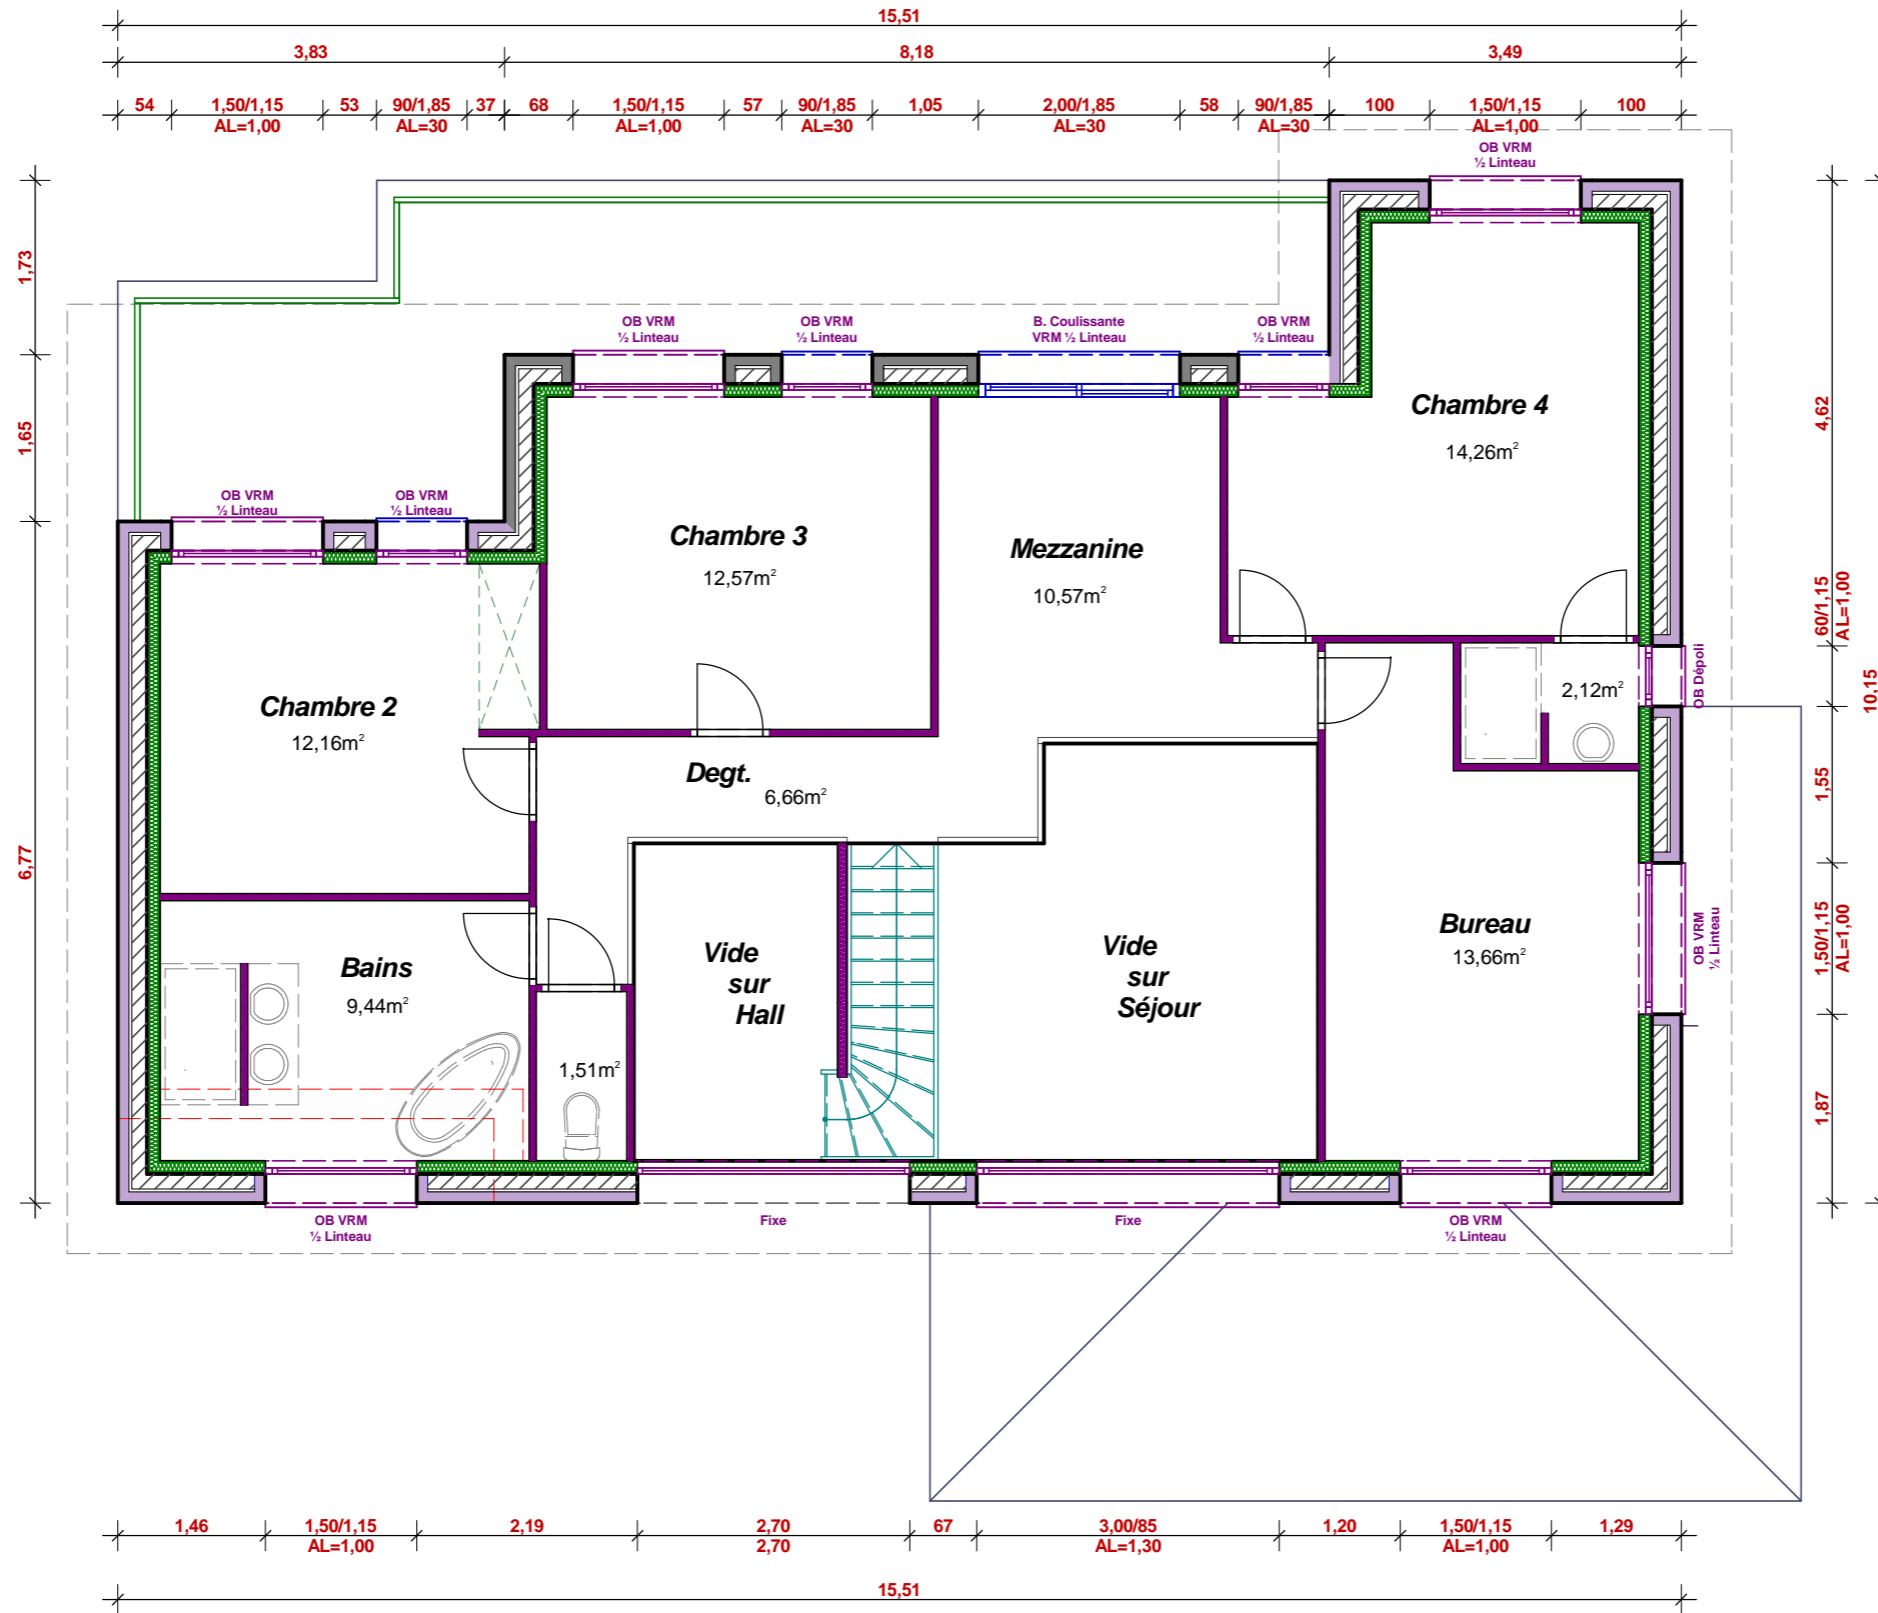 15,51
3,83 8,18 3,49
54 1,50/1,15 53 90/1,85 37 68 1,50/1,15 57 90/1,85 1,05 2,00/1,85 58 90/1,85 100 1,50/1,15 100
AL=1,00 AL=30 AL=1,00 AL=30 AL=30 AL=30 AL=1,00
OB VRM
½ Linteau
1,73
OB VRM
½ Linteau
OB VRM
½ Linteau
B. Coulissante
VRM ½ Linteau
OB VRM
½ Linteau
Chambre 4
14,26m²
4,62
1,65
OB VRM
½ Linteau
OB VRM
½ Linteau
Chambre 3
12,57m²
Mezzanine
10,57m²
60/1,15
AL=1,00
OB Dépoli
10,15
2,12m²
Chambre 2
12,16m²
Degt.
6,66m²
1,55
6,77
Bureau
13,66m²
1,50/1,15
AL=1,00
OB VRM
½ Linteau
Bains
9,44m²
Vide
sur
Hall
Vide
sur
Séjour
1,51m²
1,87
OB VRM
½ Linteau
Fixe
Fixe
OB VRM
½ Linteau
1,46 1,50/1,15 2,19 2,70 67 3,00/85 1,20 1,50/1,15 1,29
AL=1,00 2,70 AL=1,30 AL=1,00
15,51